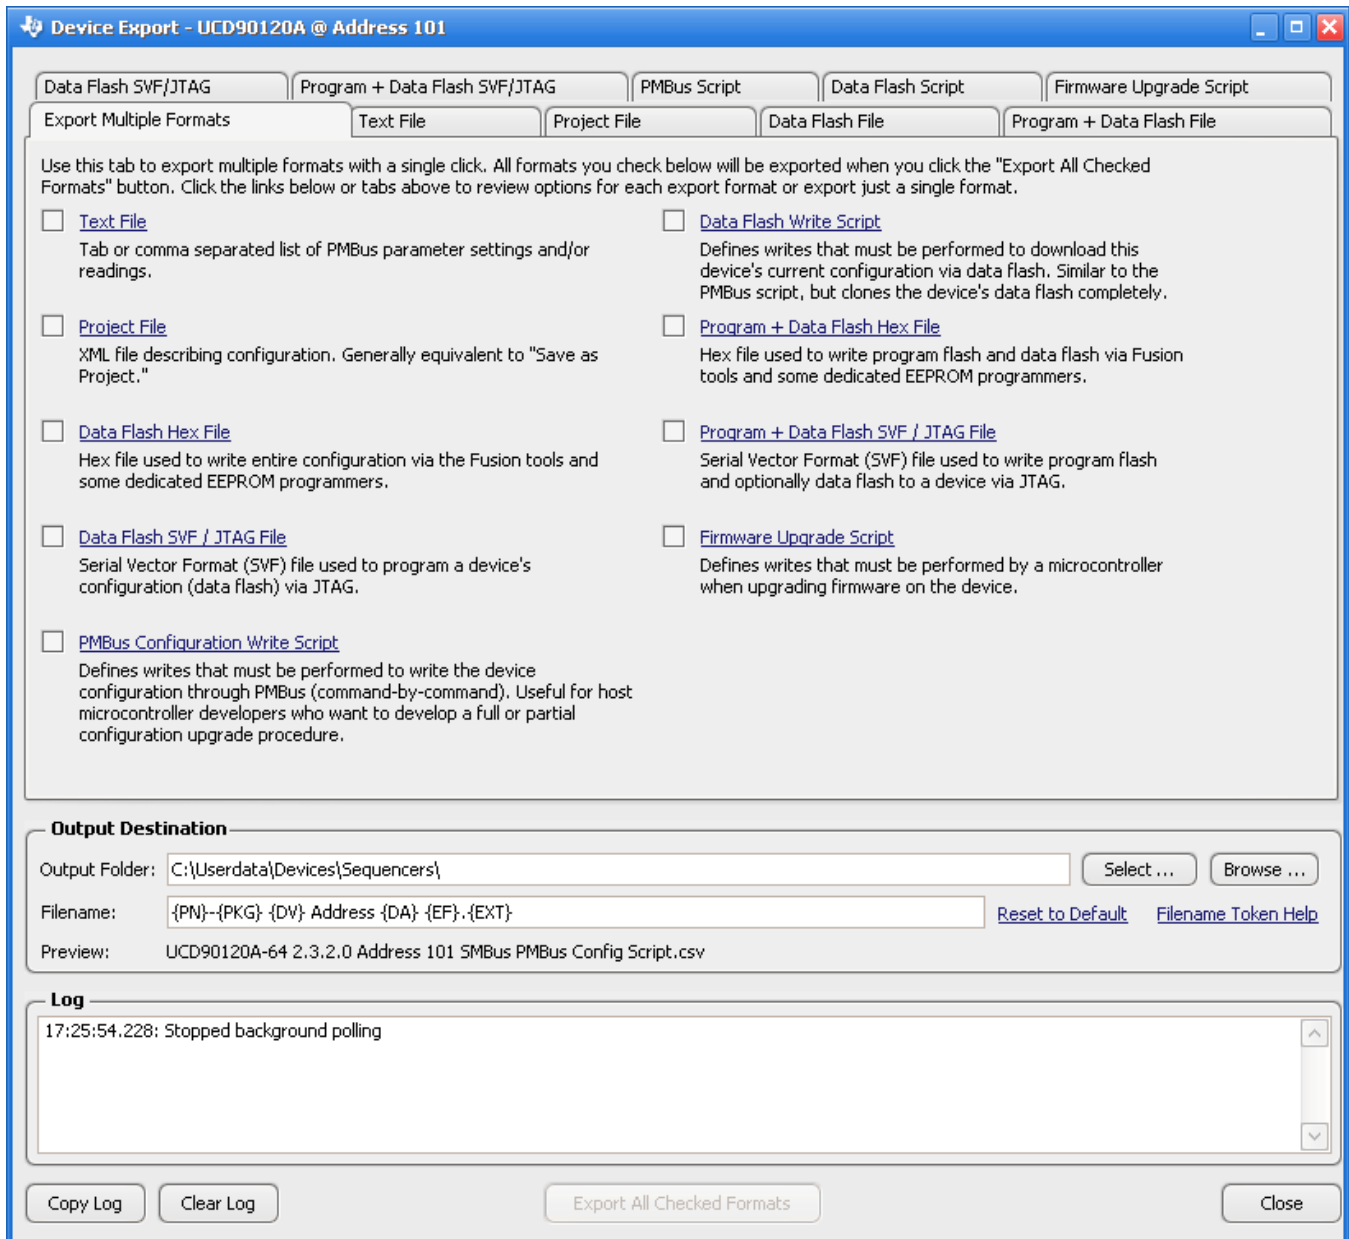 Device Export - UCD90120A @ Address 101
Data Flash SVF/JTAG
Program + Data Flash SVF/JTAG
PMBus Script
Data Flash Script
Firmware Upgrade Script
Export Multiple Formats
Text File
Project File
Data Flash File
Program + Data Flash File
Use this tab to export multiple formats with a single click. All formats you check below will be exported when you click the "Export All Checked
Formats" button. Click the links below or tabs above to review options for each export format or export just a single format.
Text File
Tab or comma separated list of PMBus parameter settings and/or
readings.
Project File
XML file describing configuration. Generally equivalent to "Save as
Project."
Data Flash Hex File
Hex file used to write entire configuration via the Fusion tools and
some dedicated EEPROM programmers.
Data Flash SVF / JTAG File
Serial Vector Format (SVF) file used to program a device's
configuration (data flash) via JTAG.
PMBus Configuration Write Script
Defines writes that must be performed to write the device
configuration through PMBus (command-by-command). Useful for host
microcontroller developers who want to develop a full or partial
configuration upgrade procedure.
Data Flash Write Script
Defines writes that must be performed to download this
device's current configuration via data flash. Similar to the
PMBus script, but clones the device's data flash completely.
Program + Data Flash Hex File
Hex file used to write program flash and data flash via Fusion
tools and some dedicated EEPROM programmers.
Program + Data Flash SVF / JTAG File
Serial Vector Format (SVF) file used to write program flash
and optionally data flash to a device via JTAG.
Firmware Upgrade Script
Defines writes that must be performed by a microcontroller
when upgrading firmware on the device.
Output Destination
Output Folder: C:\Userdata\Devices\Sequencers\ Select ... Browse ...
Filename: {PN}-{PKG} {DV} Address {DA} {EF}.{EXT} Reset to Default Filename Token Help
Preview: UCD90120A-64 2.3.2.0 Address 101 SMBus PMBus Config Script.csv
Log
17:25:54.228: Stopped background polling
Copy Log Clear Log Export All Checked Formats Close